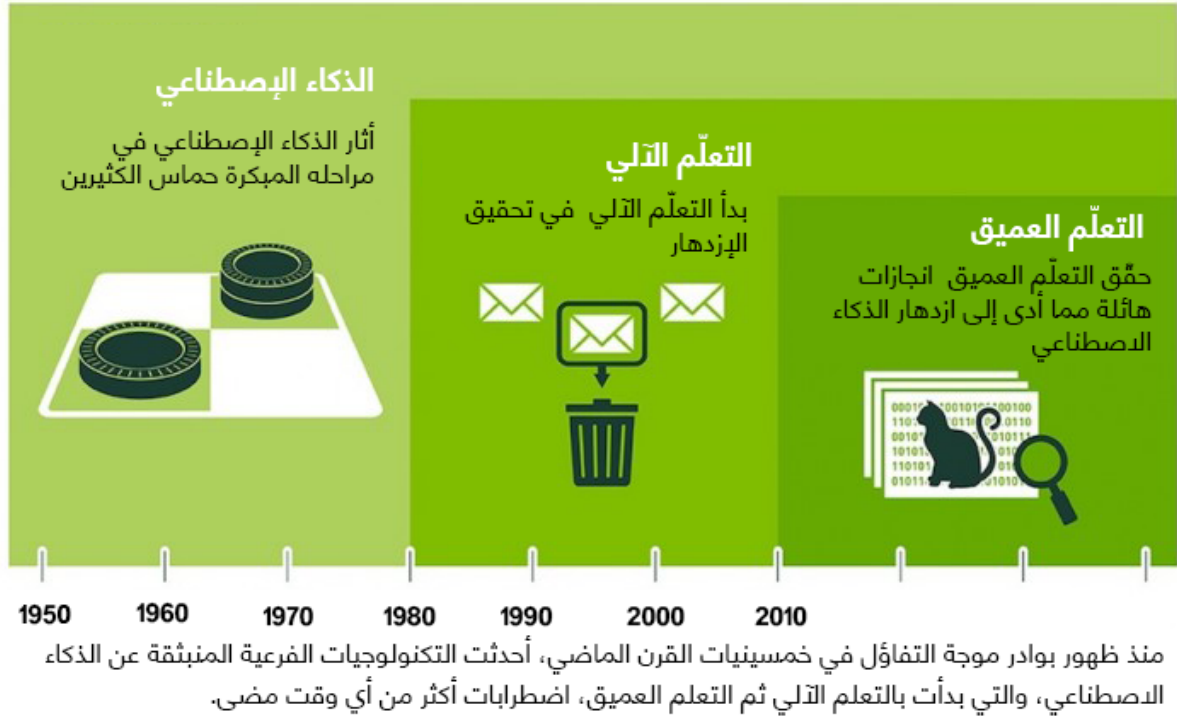 الذكاء الإصطناعي
أثار الذكاء الإصطناعي في
مراحله المبكرة حماس الكثيرين
التعلّم الآلي
بدأ التعلّم الآلي في تحقيق
الإزدهار
التعلّم العميق
حقّق التعلّم العميق انجازات
هائلة مما أدى إلى ازدهار الذكاء
الاصطناعي
1950 1960 1970 1980 1990 2000 2010
منذ ظهور بوادر موجة التفاؤل في خمسينيات القرن الماضي، أحدثت التكنولوجيات الفرعية المنبثقة عن الذكاء
الاصطناعي، والتي بدأت بالتعلم الآلي ثم التعلم العميق، اضطرابات أكثر من أي وقت مضى.